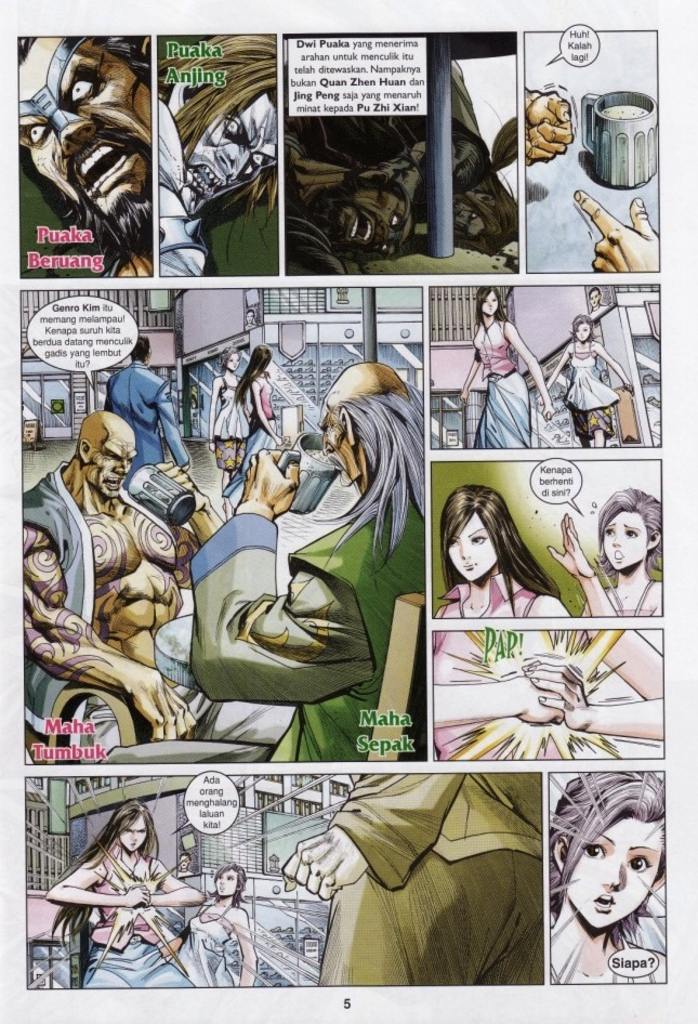 Puaka
Anjing
Dwi Puaka yang menerima
arahan untuk menculik itu
telah ditewaskan. Nampaknya
bukan Quan Zhen Huan dan
Jing Peng saja yang menaruh
minat kepada Pu Zhi Xian!
Huh!
Kalah
lagi!
Puaka
Beruang
Genro Kim itu
memang melampau!
Kenapa suruh kita
berdua datang menculik
gadis yang lembut
itu?
Kenapa
berhenti
di sini?
PAP!
Maha
Tumbuk
Maha
Sepak
Ada
orang
menghalang
laluan
kita!
Siapa?
5